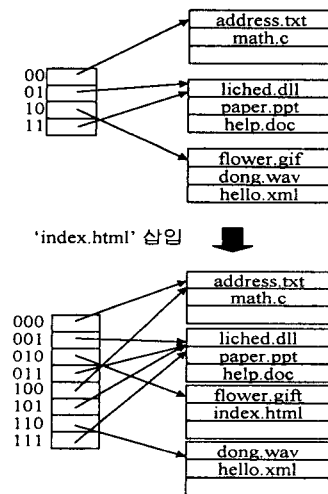 address.txt
math.c
00
01
10
11
liched.dll
paper.ppt
help.doc
flower.gif
dong.wav
hello.xml
'index.html' 삽입
address.txt
math.c
000
001
010
011
100
101
110
111
liched.dll
paper.ppt
help.doc
flower.gift
index.html
dong.wav
hello.xml